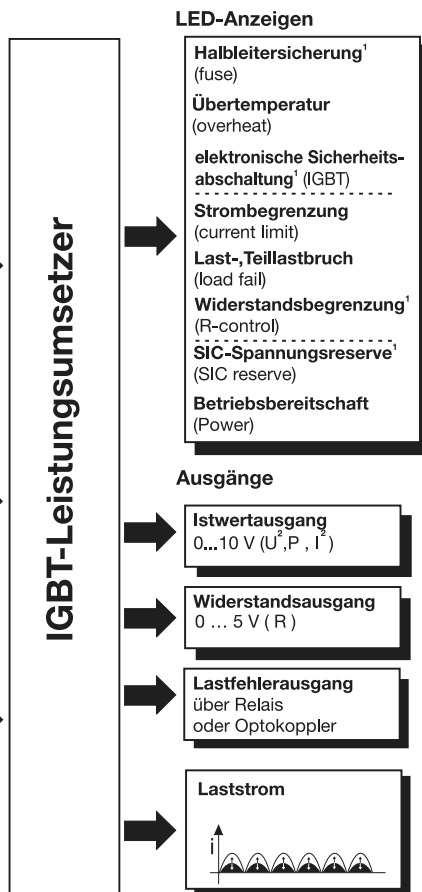 LED-Anzeigen
Halbleitersicherung¹
(fuse)
Übertemperatur
(overheat)
elektronische Sicherheits-
abschaltung¹ (IGBT)
Strombegrenzung
(current limit)
Last-,Teillastbruch
(load fail)
Widerstandsbegrenzung¹
(R-control)
SIC-Spannungsreserve¹
(SIC reserve)
Betriebsbereitschaft
(Power)
IGBT-Leistungsumsetzer
Ausgänge
Istwertausgang
0...10 V (U²,P , I²)
Widerstandsausgang
0 ... 5 V ( R )
Lastfehlerausgang
über Relais
oder Optokoppler
Laststrom
i